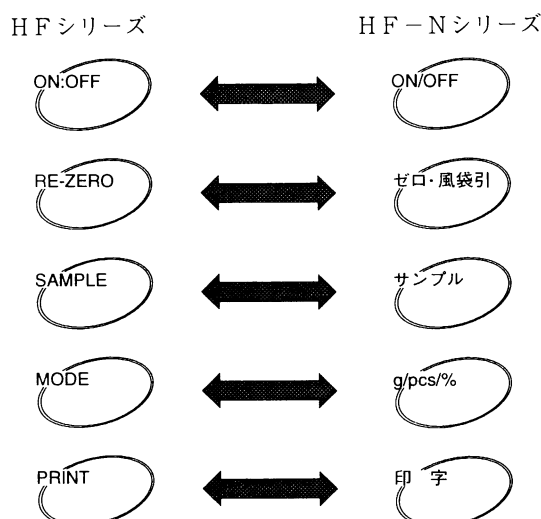 HFシリーズ HF－Nシリーズ
ON:OFF ON/OFF
RE-ZERO ゼロ・風袋引
SAMPLE サンプル
MODE g/pcs/%
PRINT 印 字